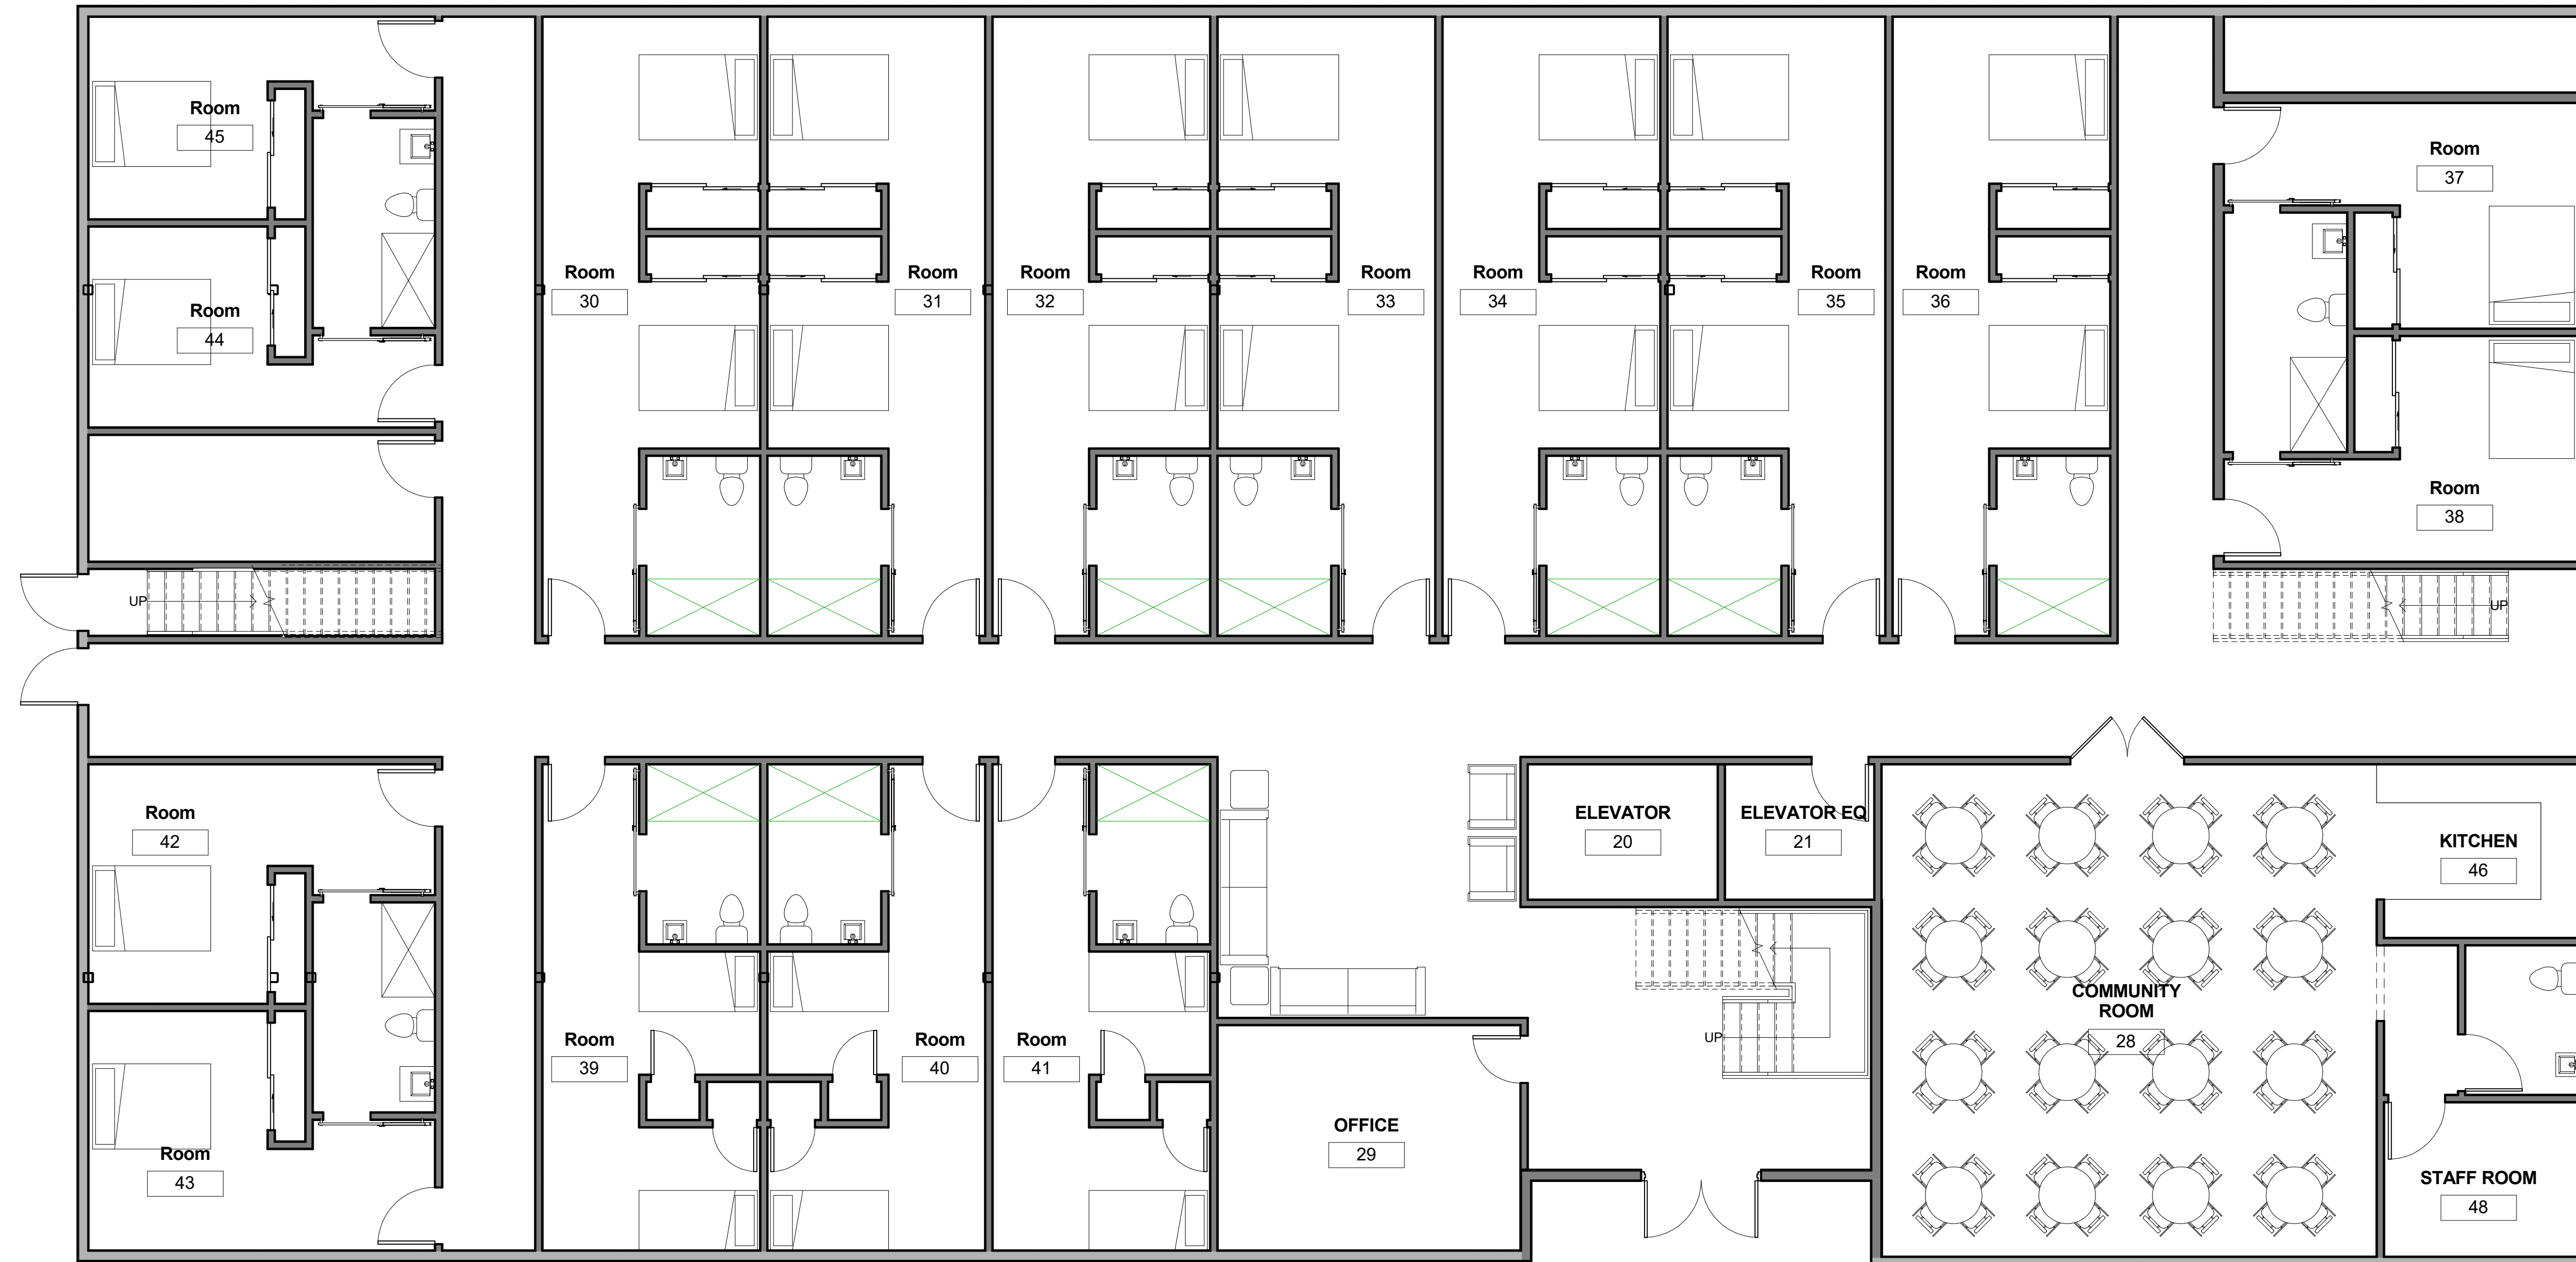 Room
45
Room
44
UP
Room
30
Room
31
Room
32
Room
33
Room
34
Room
35
Room
36
Room
37
Room
38
UP
Room
42
Room
43
Room
39
Room
40
Room
41
OFFICE
29
ELEVATOR
20
ELEVATOR EQ
21
UP
COMMUNITY
ROOM
28
KITCHEN
46
STAFF ROOM
48